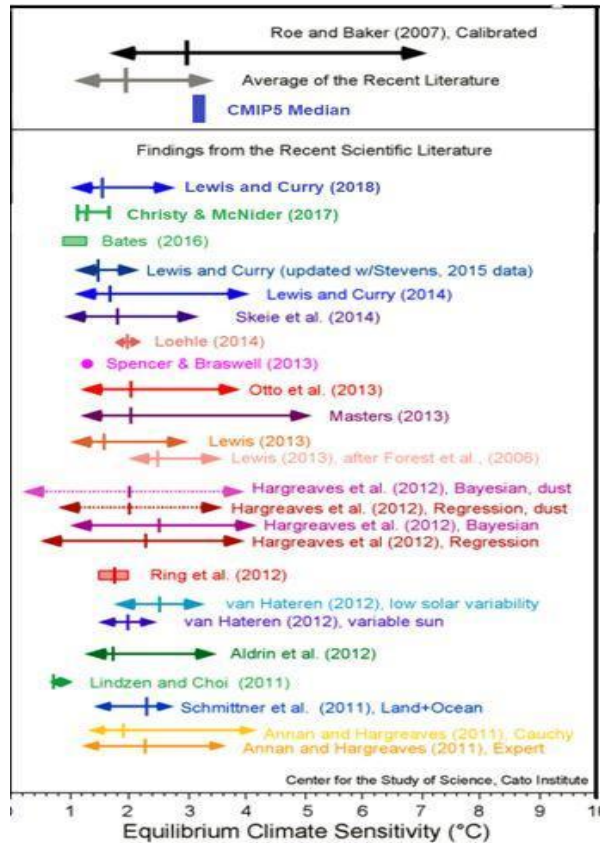 Roe and Baker (2007), Calibrated
Average of the Recent Literature
CMIP5 Median
Findings from the Recent Scientific Literature
Lewis and Curry (2018)
Christy & McNider (2017)
Bates (2016)
Lewis and Curry (updated w/Stevens, 2015 data)
Lewis and Curry (2014)
Skeie et al. (2014)
Loehle (2014)
Spencer & Braswell (2013)
Otto et al. (2013)
Masters (2013)
Lewis (2013)
Lewis (2013), after Forest et al., (2006)
Hargreaves et al. (2012), Bayesian, dust
Hargreaves et al. (2012), Regression, dust
Hargreaves et al. (2012), Bayesian
Hargreaves et al (2012), Regression
Ring et al. (2012)
van Hateren (2012), low solar variability
van Hateren (2012), variable sun
Aldrin et al. (2012)
Lindzen and Choi (2011)
Schmittner et al. (2011), Land+Ocean
Annan and Hargreaves (2011), Cauchy
Annan and Hargreaves (2011), Expert
Center for the Study of Science, Cato Institute
1 2 3 4 5 6 7 8 9
Equilibrium Climate Sensitivity (°C)